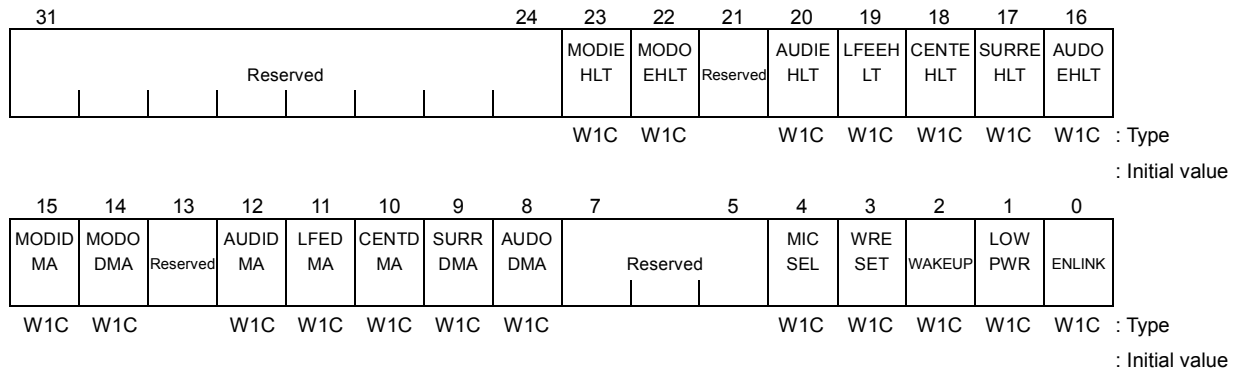 31 24 23 22 21 20 19 18 17 16
Reserved MODIE HLT MODO EHLT Reserved AUDIE HLT LFEEH LT CENTE HLT SURRE HLT AUDO EHLT
W1C W1C W1C W1C W1C W1C W1C : Type
: Initial value
15 14 13 12 11 10 9 8 7 5 4 3 2 1 0
MODID MA MODO DMA Reserved AUDID MA LFED MA CENTD MA SURR DMA AUDO DMA Reserved MIC SEL WRE SET WAKEUP LOW PWR ENLINK
W1C W1C W1C W1C W1C W1C W1C W1C W1C W1C W1C W1C : Type
: Initial value